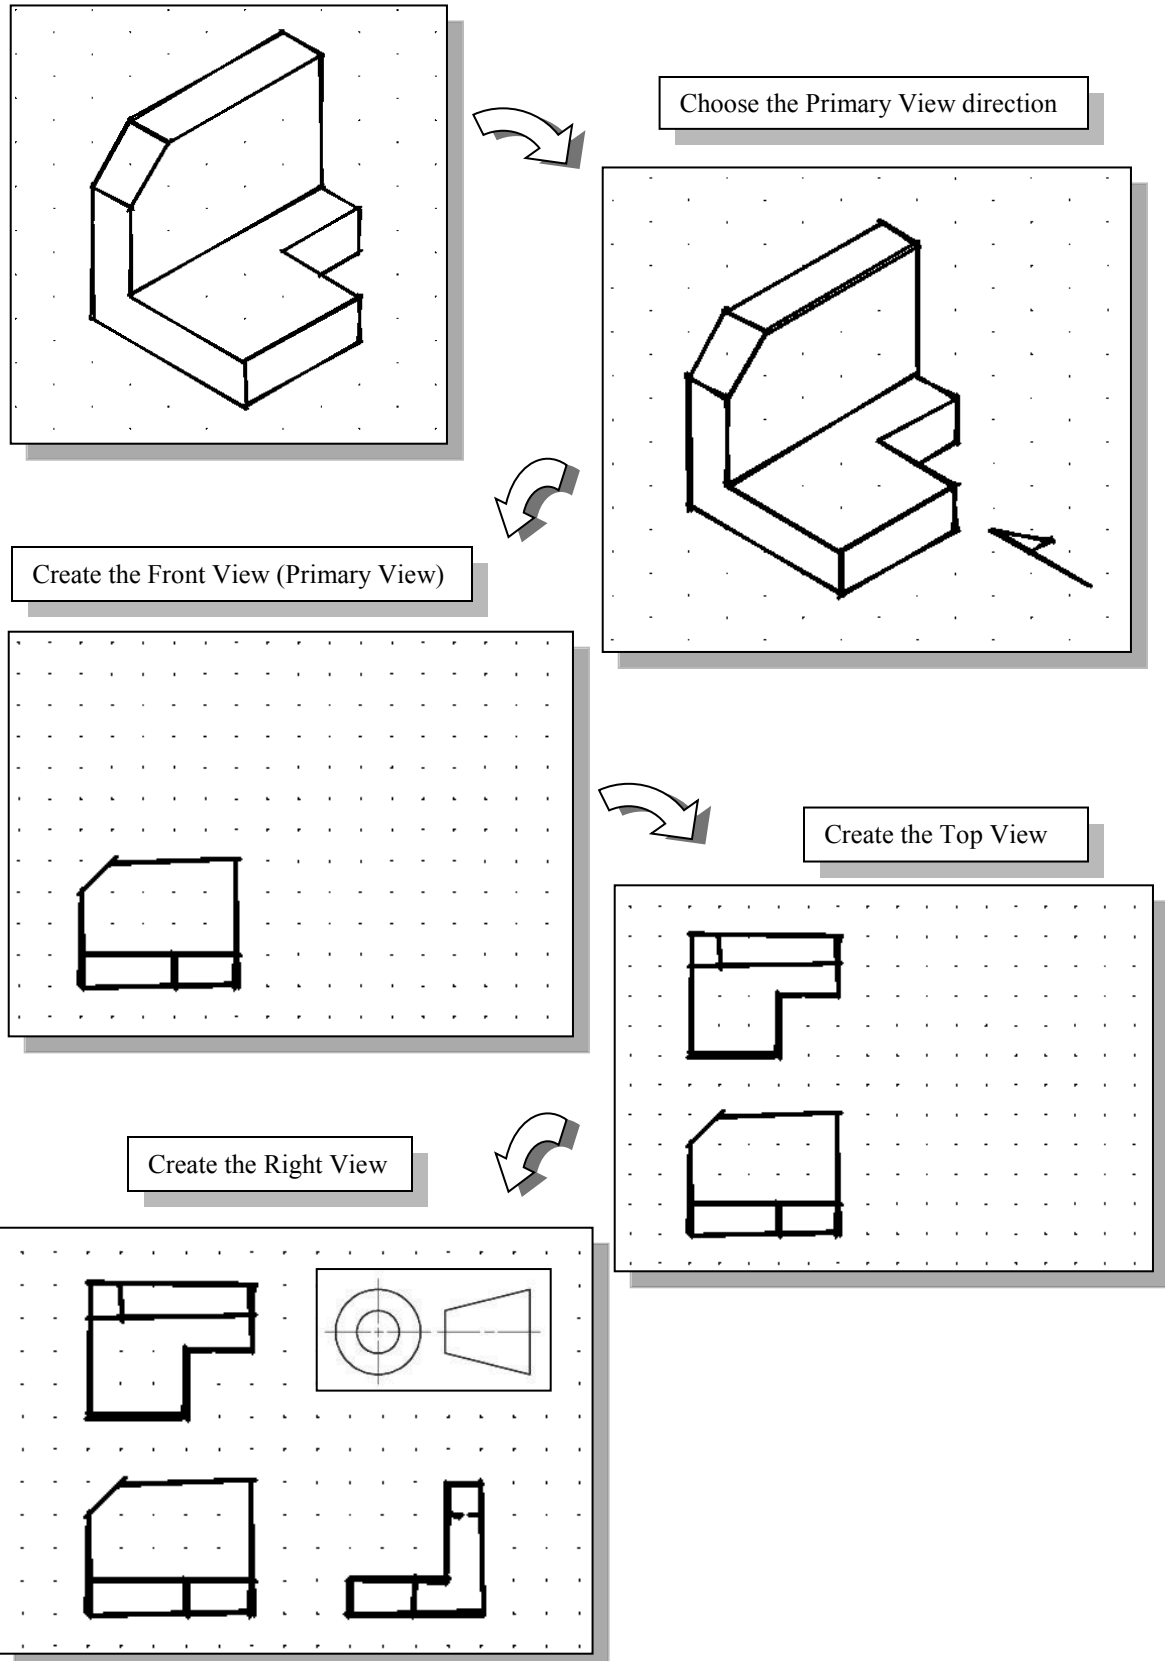 Choose the Primary View direction
Create the Front View (Primary View)
Create the Top View
Create the Right View